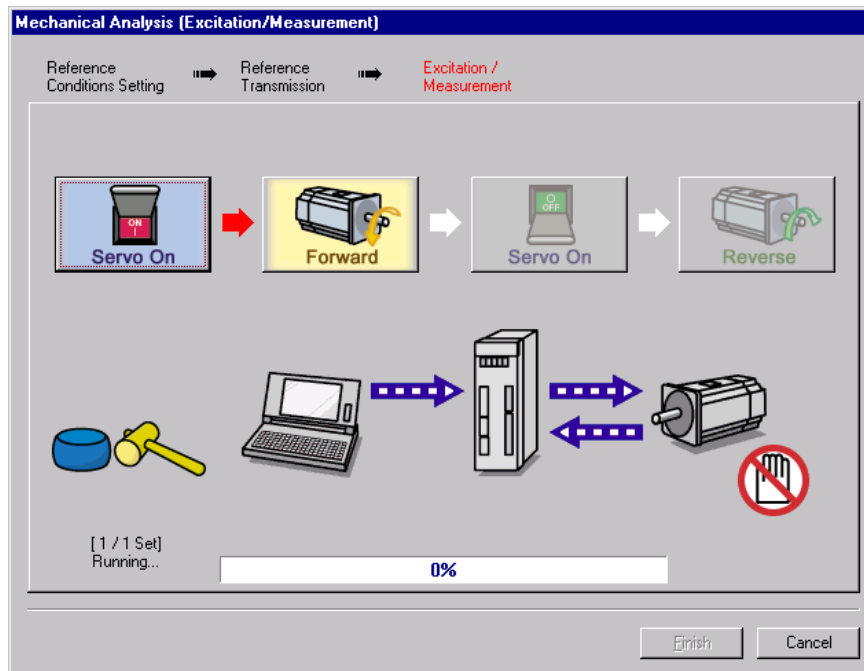 Mechanical Analysis (Excitation/Measurement)
Reference
Conditions Setting
Reference
Transmission
Excitation /
Measurement
ON
I
Servo On
Forward
O
OFF
Servo On
Reverse
[ 1 / 1 Set]
Running...
0%
Finish
Cancel